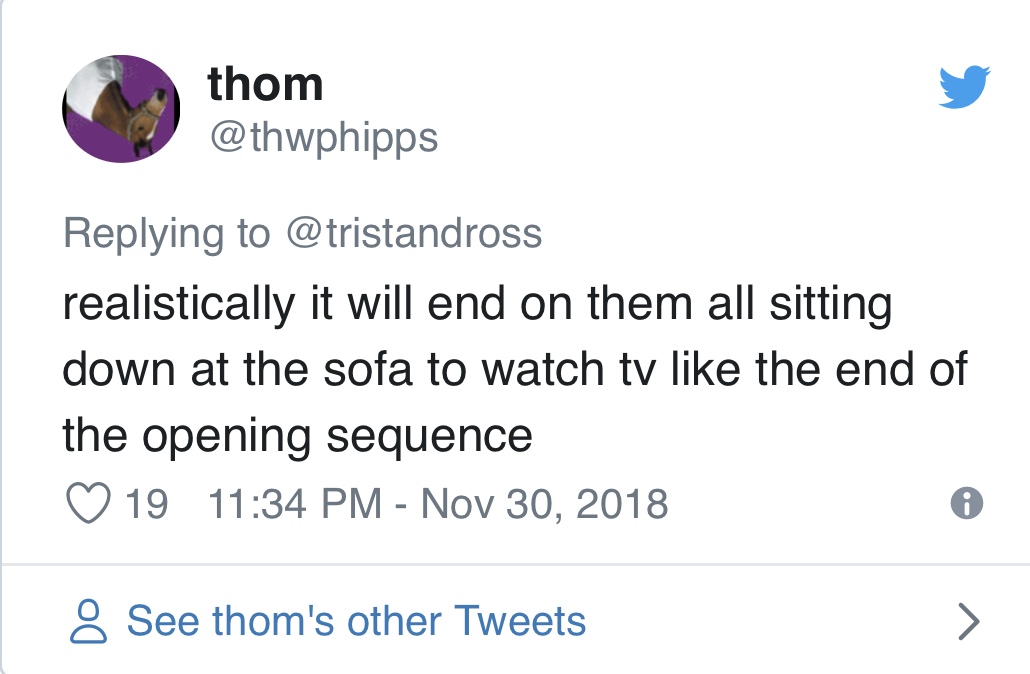 thom
@thwphipps
Replying to @tristandross
realistically it will end on them all sitting
down at the sofa to watch tv like the end of
the opening sequence
19 11:34 PM - Nov 30, 2018
See thom's other Tweets